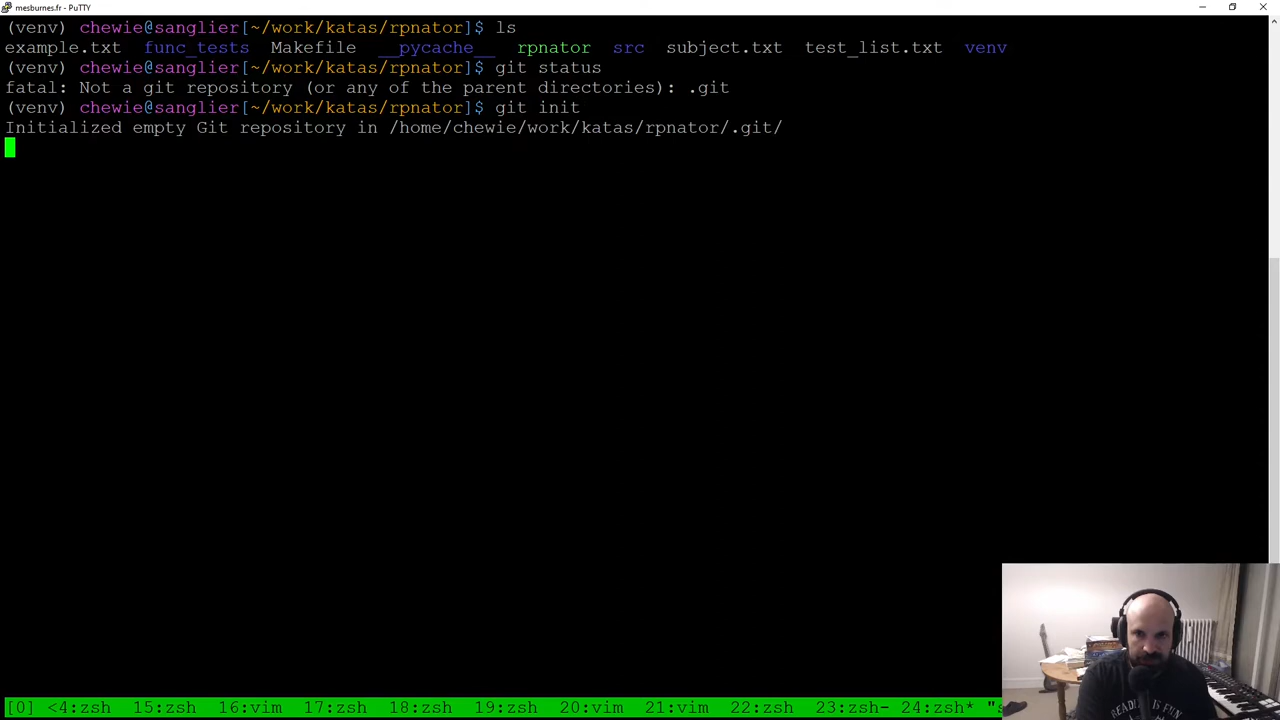 mesburnes.fr - PuTTY
(venv) chewie@sanglier[~/work/katas/rpnator]$ ls
example.txt func_tests Makefile __pycache__ rpnator src subject.txt test_list.txt venv
(venv) chewie@sanglier[~/work/katas/rpnator]$ git status
fatal: Not a git repository (or any of the parent directories): .git
(venv) chewie@sanglier[~/work/katas/rpnator]$ git init
Initialized empty Git repository in /home/chewie/work/katas/rpnator/.git/
[0] <4:zsh 15:zsh 16:vim 17:zsh 18:zsh 19:zsh 20:vim 21:vim 22:zsh 23:zsh- 24:zsh* "s
READING IS FUN